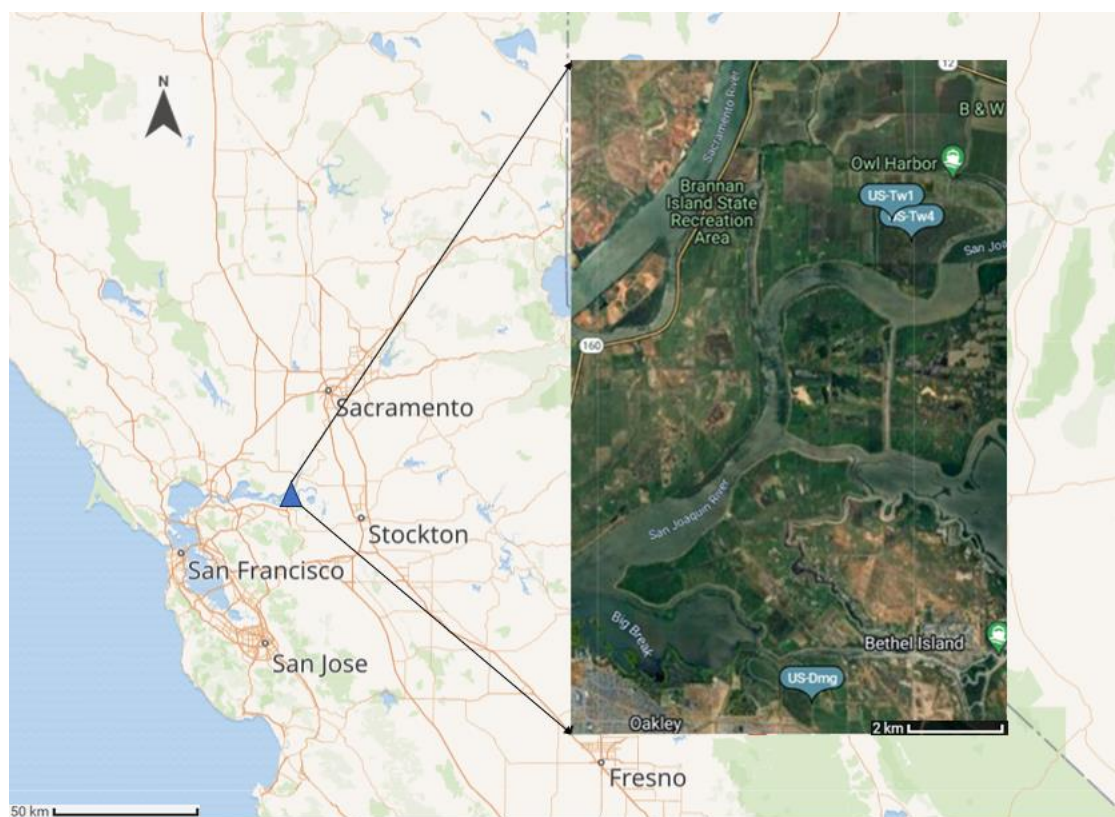 N
Sacramento
Stockton
San Francisco
San Jose
Fresno
50 km
12
Sacramento River
B & W
Owl Harbor
US-Tw1
US-Tw4
Brannan
Island State
Recreation
Area
San Joa
160
San Joaquin River
Big Break
Bethel Island
US-Dmg
Oakley
2 km